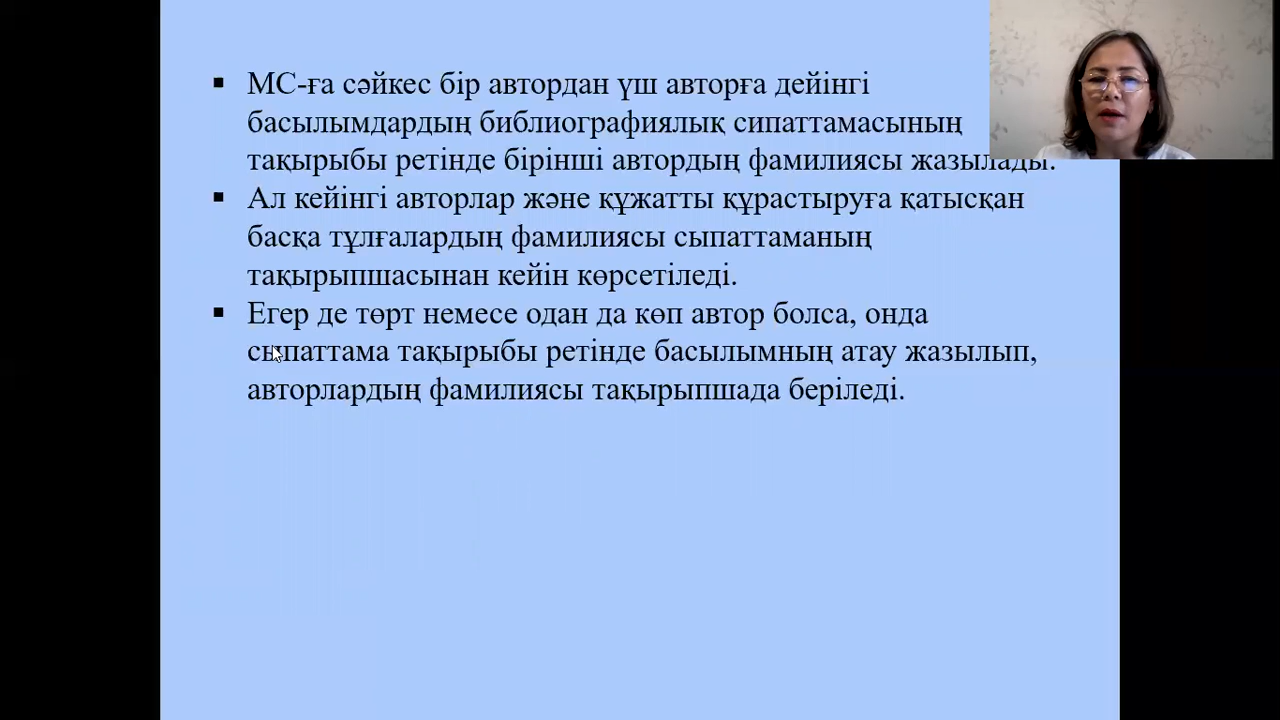 ▪ МС-ға сәйкес бір автордан үш авторға дейінгі
басылымдардың библиографиялық сипаттамасының
тақырыбы ретінде бірінші автордың фамилиясы жазылады.
▪ Ал кейінгі авторлар және құжатты құрастыруға қатысқан
басқа тұлғалардың фамилиясы сыпаттаманың
тақырыпшасынан кейін көрсетіледі.
▪ Егер де төрт немесе одан да көп автор болса, онда
сыпаттама тақырыбы ретінде басылымның атау жазылып,
авторлардың фамилиясы тақырыпшада беріледі.